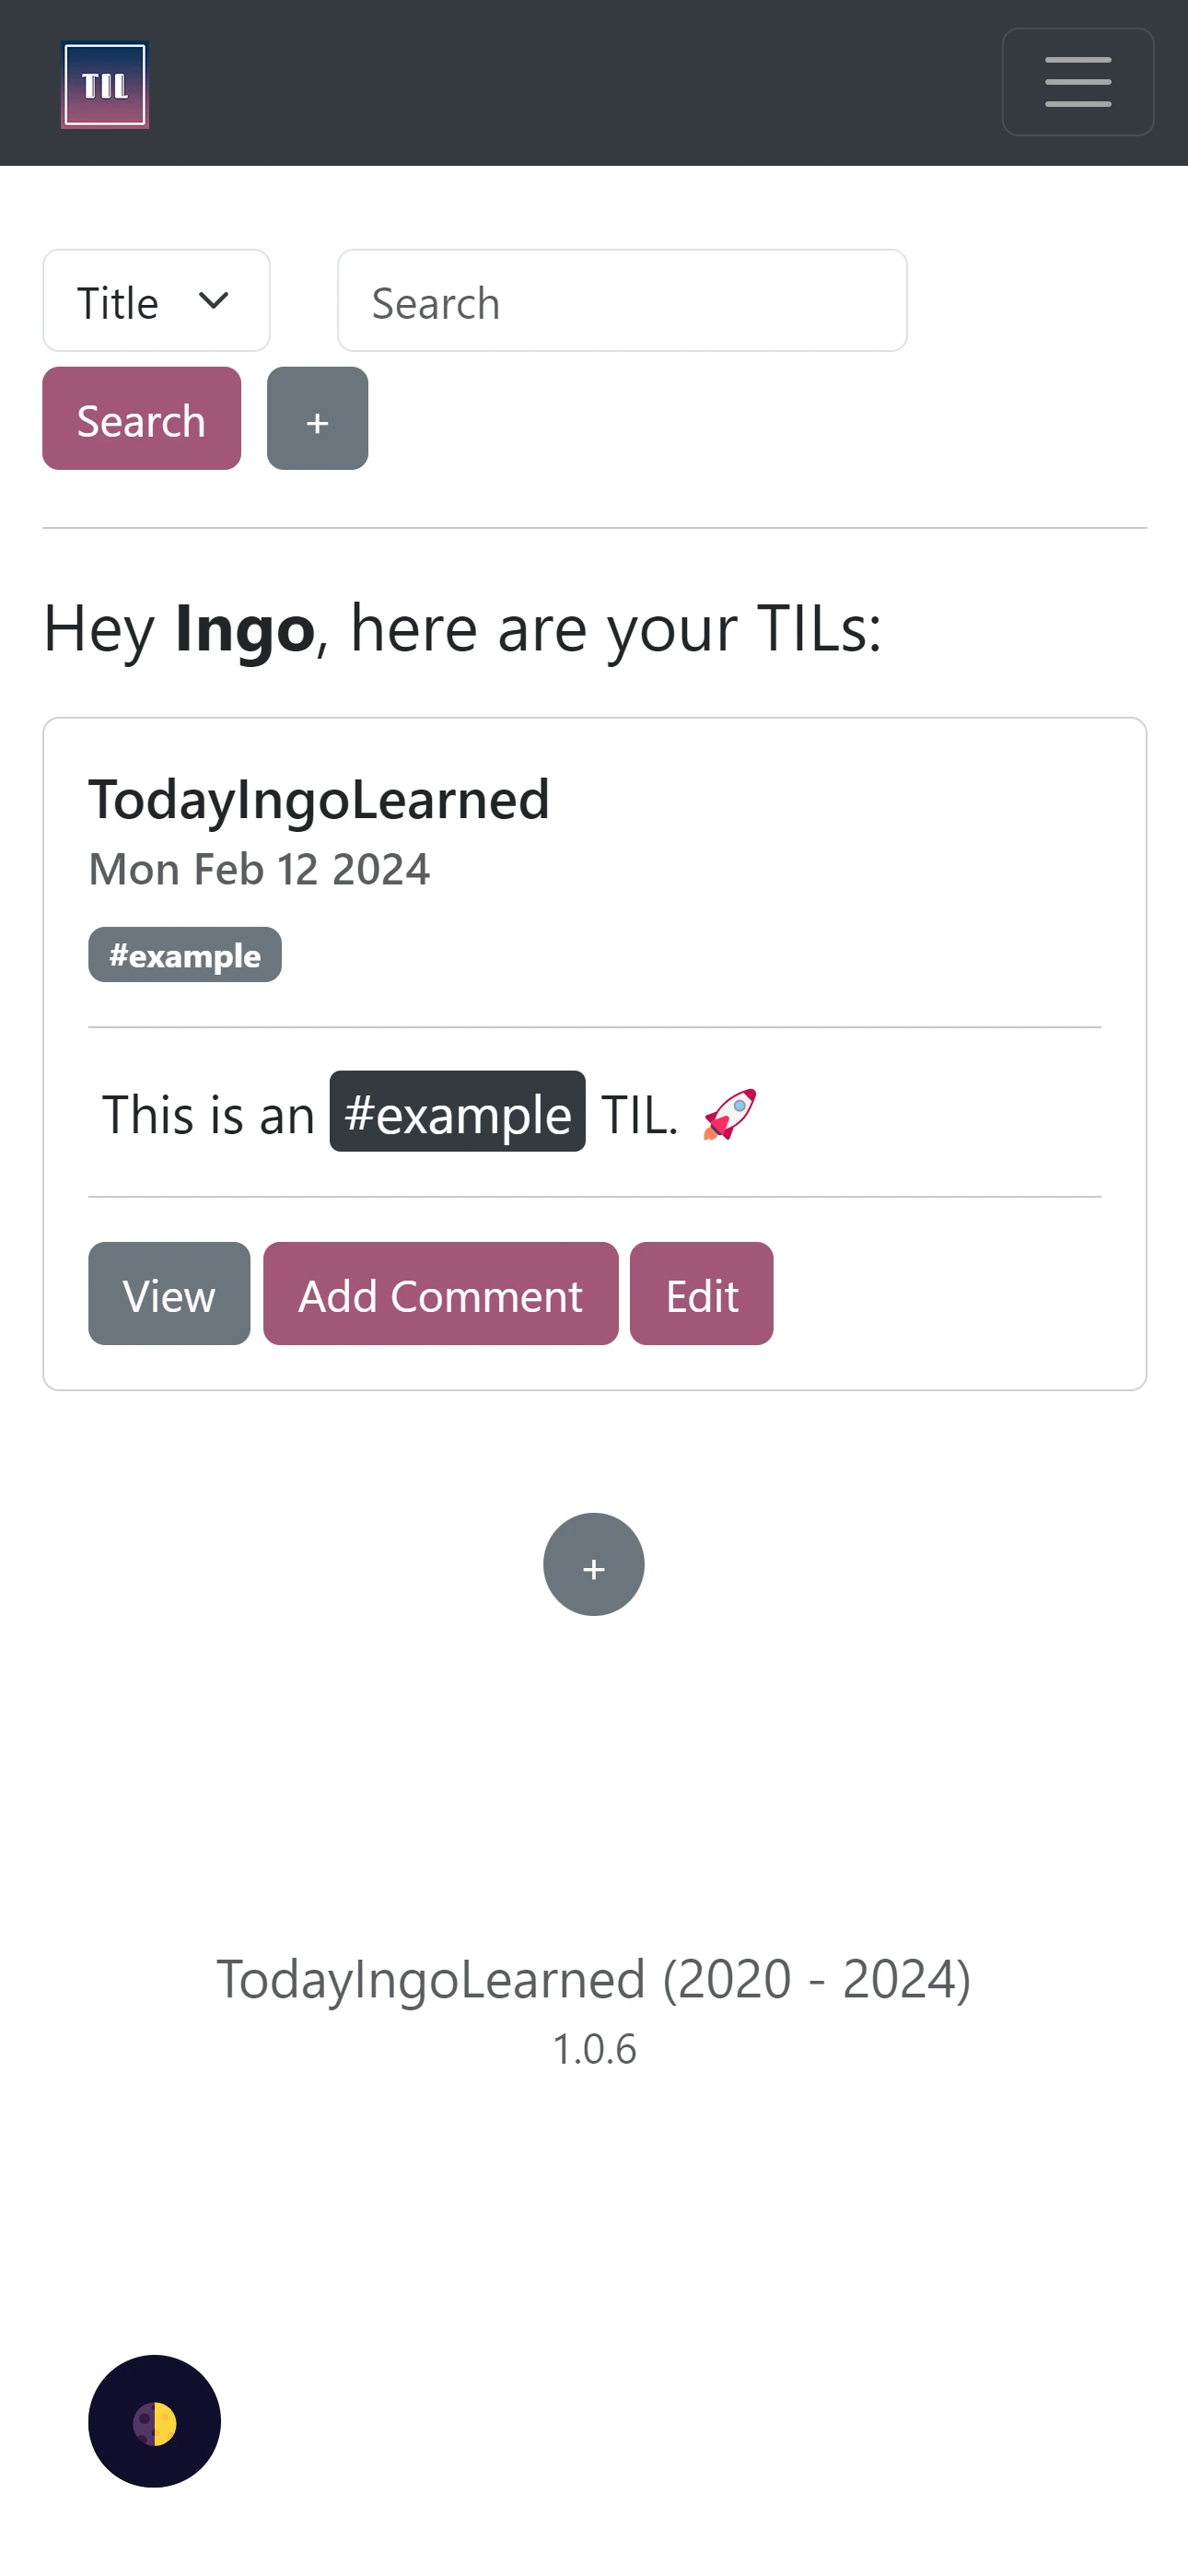 TIL
Title Search
Search +
Hey Ingo, here are your TILs:
TodayIngoLearned
Mon Feb 12 2024
#example
This is an #example TIL. 🚀
View Add Comment Edit
+
TodayIngoLearned (2020 - 2024)
1.0.6